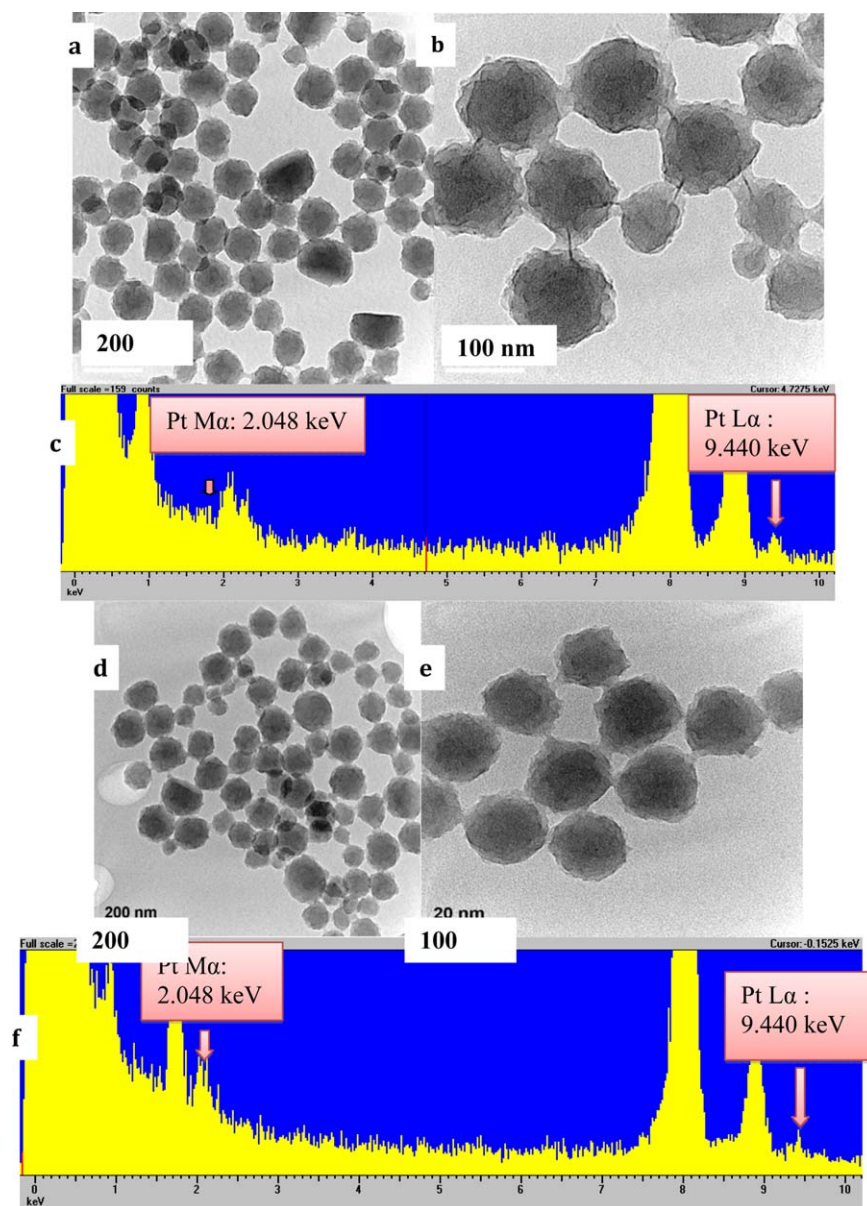 a
b
200
100 nm
Full scale =159 counts
Cursor: 4.7275 keV
c
Pt Mα: 2.048 keV
Pt Lα :
9.440 keV
0 1 2 3 4 5 6 7 8 9 10
keV
d
e
200 nm
20 nm
200
100
Full scale =2
Cursor: -0.1525 keV
f
Pt Mα:
2.048 keV
Pt Lα :
9.440 keV
0 1 2 3 4 5 6 7 8 9 10
keV